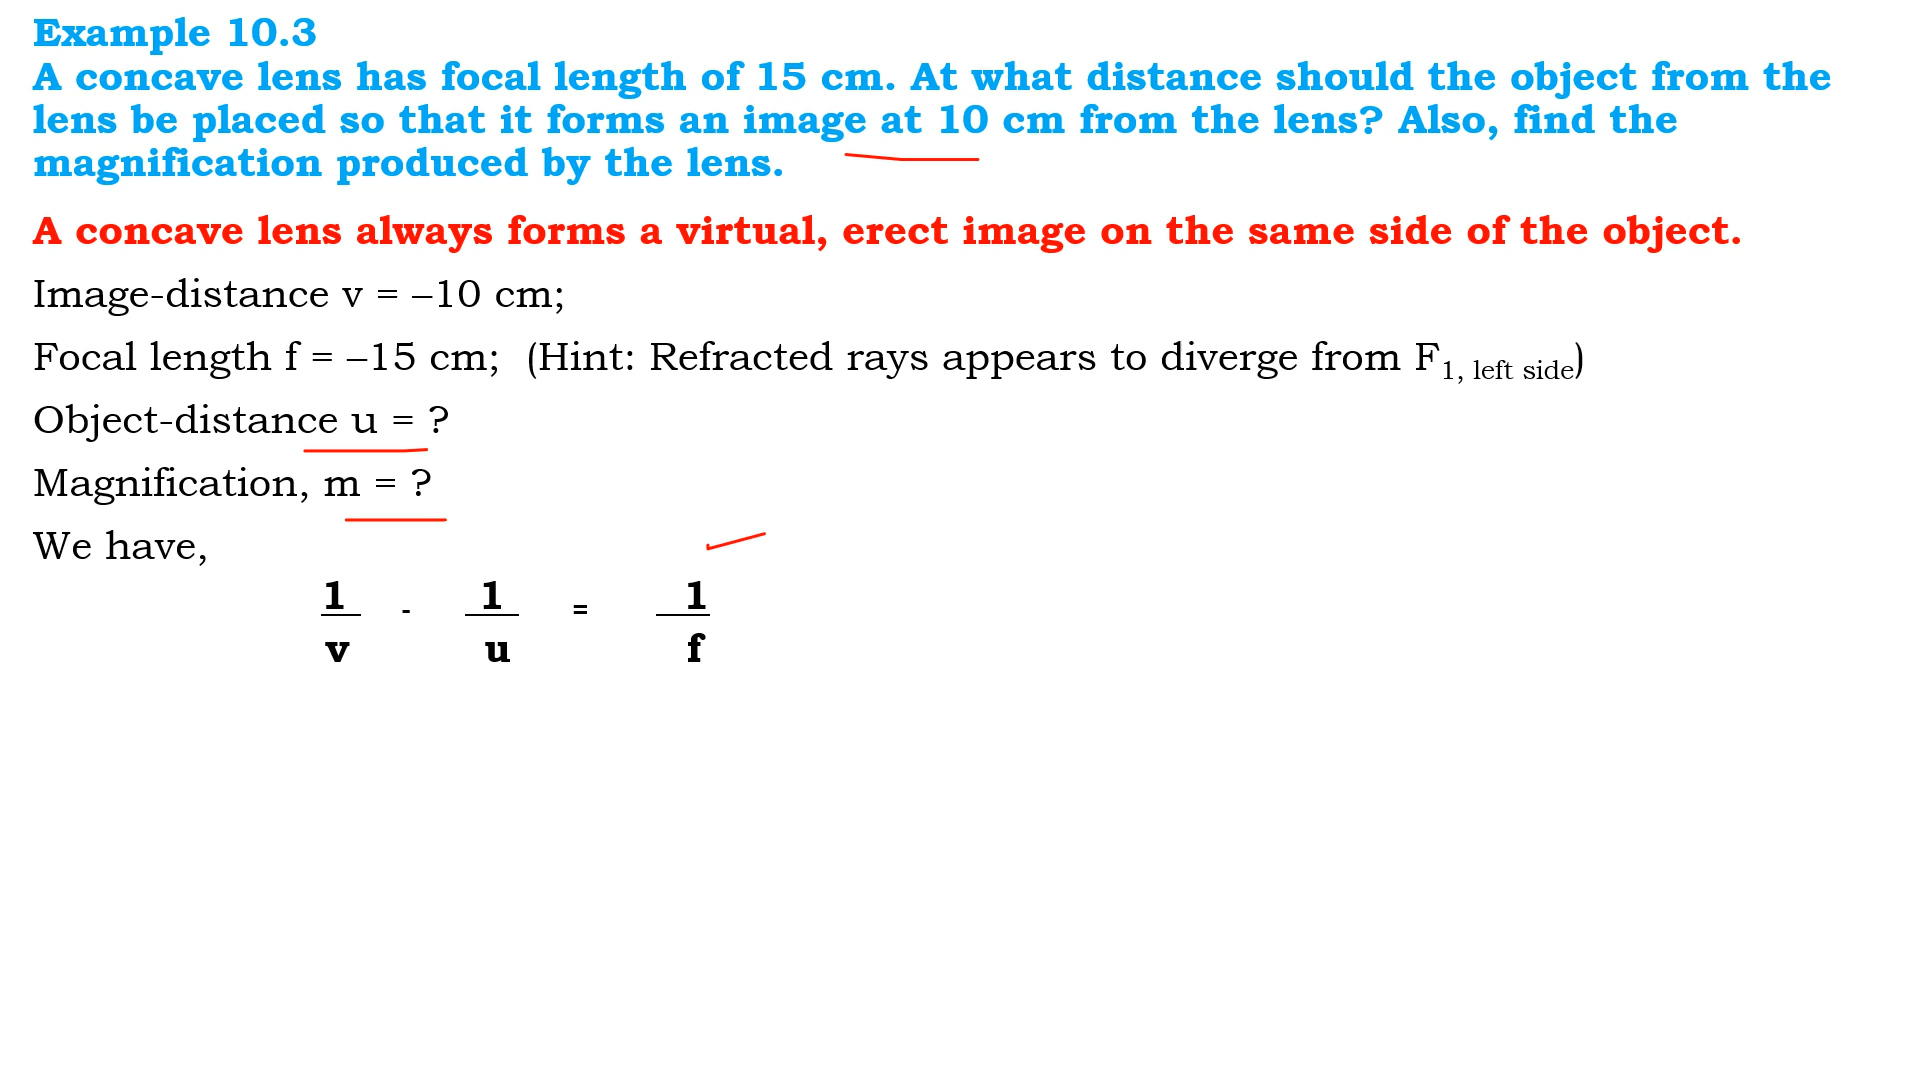 Example 10.3
A concave lens has focal length of 15 cm. At what distance should the object from the
lens be placed so that it forms an image at 10 cm from the lens? Also, find the
magnification produced by the lens.
A concave lens always forms a virtual, erect image on the same side of the object.
Image-distance v = –10 cm;
Focal length f = –15 cm; (Hint: Refracted rays appears to diverge from F1, left side)
Object-distance u = ?
Magnification, m = ?
We have,
1 - 1 = 1
v u f